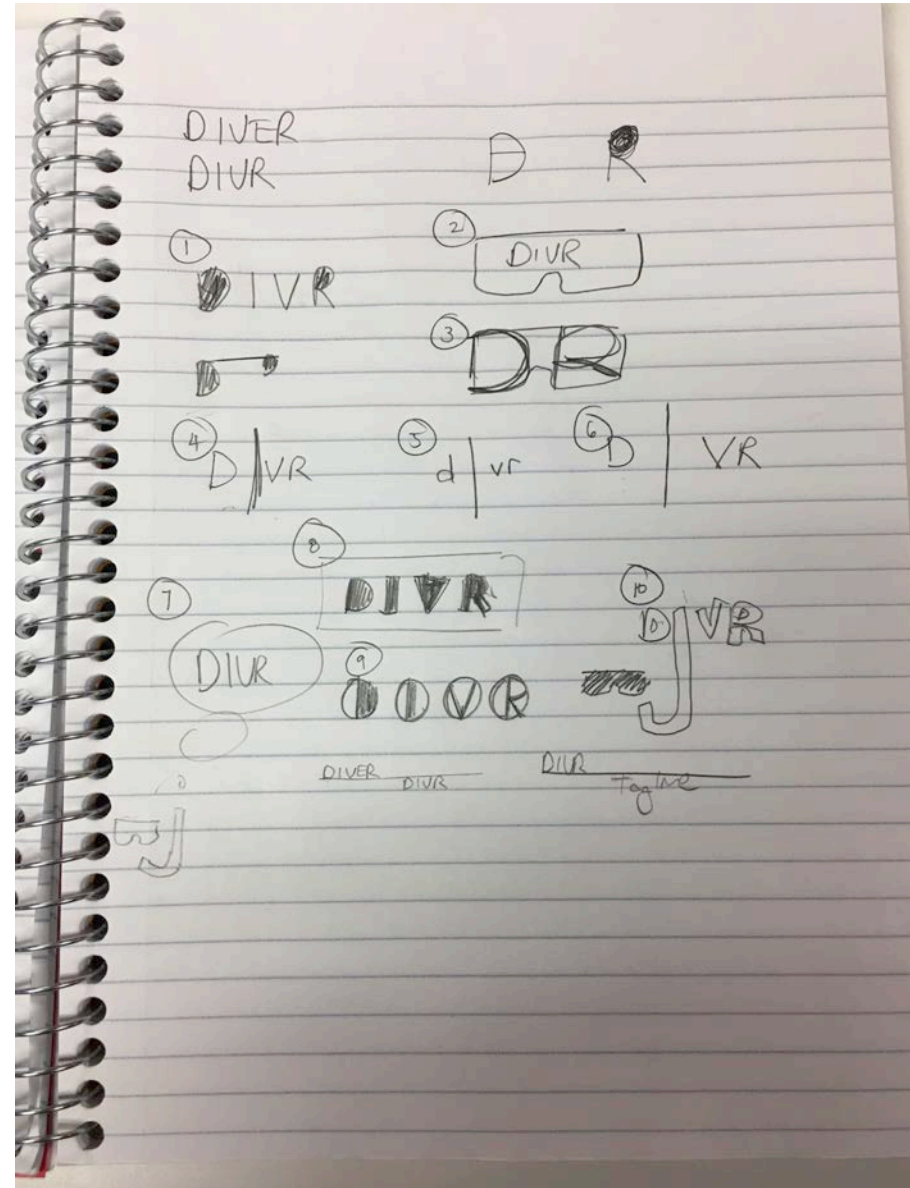 DIVER
DIVR
D R
1
DIVR
2
DIVR
3
DR
4
D|VR
5
d|vr
6
D|VR
7
DIVR
8
DIVR
9
DIVR
10
D J VR
DIVER
DIVR
DIVR
Tagline